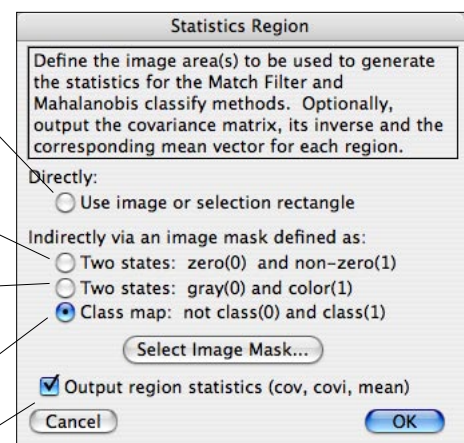 Statistics Region
Define the image area(s) to be used to generate
the statistics for the Match Filter and
Mahalanobis classify methods. Optionally,
output the covariance matrix, its inverse and the
corresponding mean vector for each region.
Directly:
Use image or selection rectangle
Indirectly via an image mask defined as:
Two states: zero(0) and non-zero(1)
Two states: gray(0) and color(1)
Class map: not class(0) and class(1)
Select Image Mask...
Output region statistics (cov, covi, mean)
Cancel OK